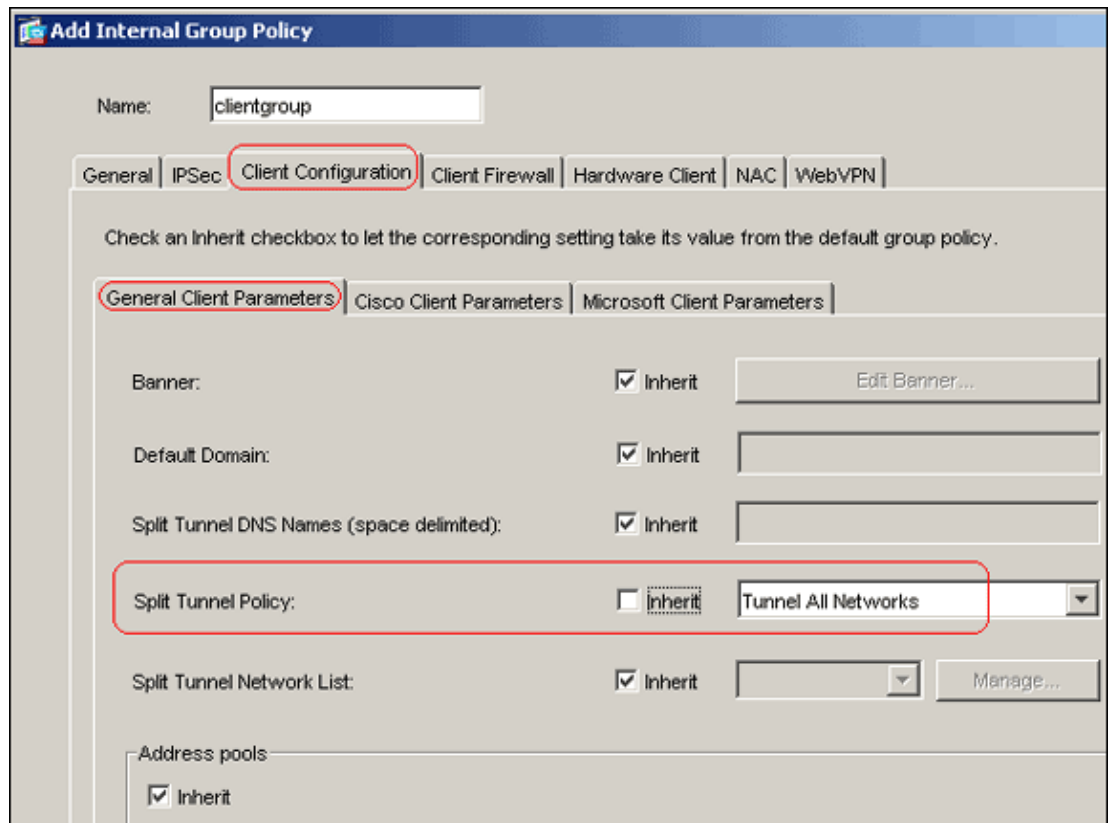 Add Internal Group Policy
Name: clientgroup
General IPSec Client Configuration Client Firewall Hardware Client NAC WebVPN
Check an Inherit checkbox to let the corresponding setting take its value from the default group policy.
General Client Parameters Cisco Client Parameters Microsoft Client Parameters
Banner: Inherit Edit Banner...
Default Domain: Inherit
Split Tunnel DNS Names (space delimited): Inherit
Split Tunnel Policy: Inherit Tunnel All Networks
Split Tunnel Network List: Inherit Manage...
Address pools
Inherit